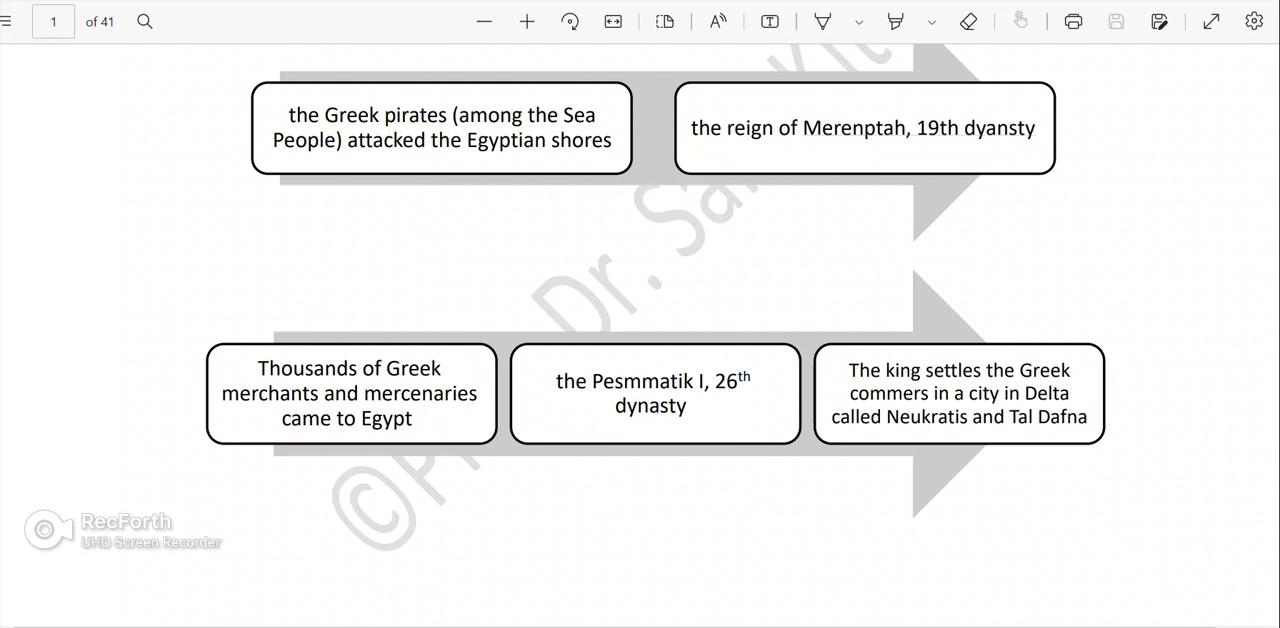 1 of 41
the Greek pirates (among the Sea
People) attacked the Egyptian shores
the reign of Merenptah, 19th dyansty
Thousands of Greek
merchants and mercenaries
came to Egypt
the Pesmmatik I, 26th
dynasty
The king settles the Greek
commers in a city in Delta
called Neukratis and Tal Dafna
Dr.
RecForth
UHD Screen Recorder